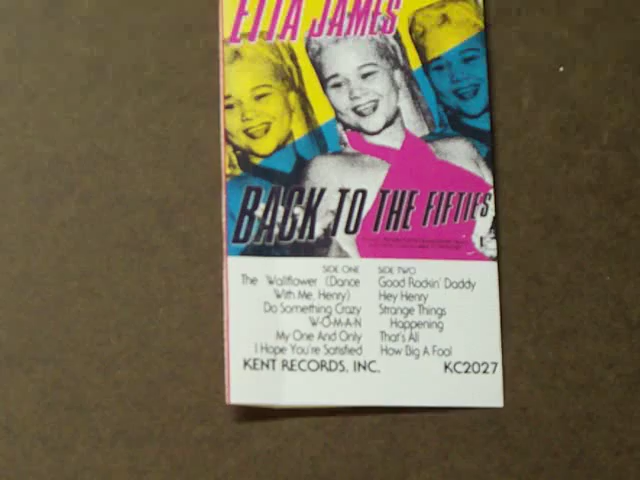 ETTA JAMES
BACK TO THE FIFTIES
SIDE ONE
The Wallflower (Dance
With Me, Henry)
Do Something Crazy
W-O-M-A-N
My One And Only
I Hope You're Satisfied
SIDE TWO
Good Rockin' Daddy
Hey Henry
Strange Things
Happening
That's All
How Big A Fool
KENT RECORDS, INC.
KC2027